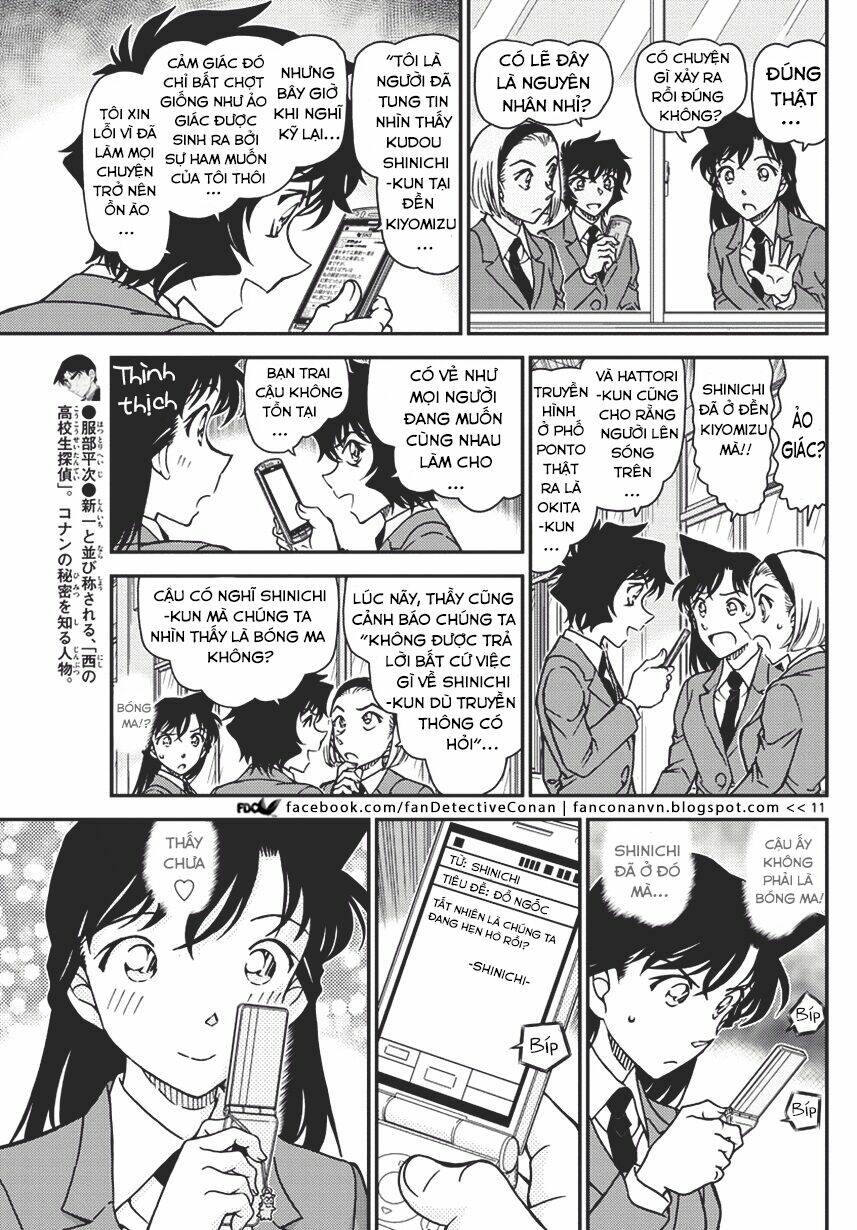 ĐÚNG
THẬT
...
CÓ CHUYỆN
GÌ XẢY RA
RỒI ĐÚNG
KHÔNG?
CÓ LẼ ĐÂY
LÀ NGUYÊN
NHÂN NHỈ?
"TÔI LÀ
NGƯỜI ĐÃ
TUNG TIN
NHÌN THẤY
KUDOU
SHINICHI
-KUN TẠI
ĐỀN
KIYOMIZU
...
NHƯNG
BÂY GIỜ
KHI NGHĨ
KỸ LẠI...
CẢM GIÁC ĐÓ
CHỈ BẤT CHỢT
GIỐNG NHƯ ẢO
GIÁC ĐƯỢC
SINH RA BỞI
SỰ HAM MUỐN
CỦA TÔI THÔI
TÔI XIN
LỖI VÌ ĐÃ
LÀM MỌI
CHUYỆN
TRỞ NÊN
ỒN ÀO
...
ẢO
GIÁC?
SHINICHI
ĐÃ Ở ĐỀN
KIYOMIZU
MÀ!!
VÀ HATTORI
-KUN CŨNG
CHO RẰNG
NGƯỜI LÊN
SÓNG
TRÊN
...
TRUYỀN
HÌNH Ở PHỐ
PONTO
THẬT
RA LÀ
OKITA
-KUN
...
CÓ VẺ NHƯ
MỌI NGƯỜI
ĐANG MUỐN
CÙNG NHAU
LÀM CHO
...
BẠN TRAI
CẬU KHÔNG
TỒN TẠI
...
Thình
thịch
●服部平次●新一と並び称される、「西の
高校生探偵」。コナンの秘密を知る人物。
LÚC NÃY, THẦY CŨNG
CẢNH BÁO CHÚNG TA
"KHÔNG ĐƯỢC TRẢ
LỜI BẤT CỨ VIỆC
GÌ VỀ SHINICHI
-KUN DÙ TRUYỀN
THÔNG CÓ
HỎI"...
CẬU CÓ NGHĨ SHINICHI
-KUN MÀ CHÚNG TA
NHÌN THẤY LÀ BÓNG MA
KHÔNG?
BÓNG
MA!?
FDC facebook.com/fanDetectiveConan | fanconanvn.blogspot.com << 11
CẬU ẤY
KHÔNG
PHẢI LÀ
BÓNG MA!
SHINICHI
ĐÃ Ở ĐÓ
MÀ...
Bíp
Bíp
TỪ: SHINICHI
TIÊU ĐỀ: ĐỒ NGỐC
TẤT NHIÊN LÀ CHÚNG TA
ĐANG HẸN HÒ RỒI?
-SHINICHI-
Bíp
THẤY
CHƯA
♡